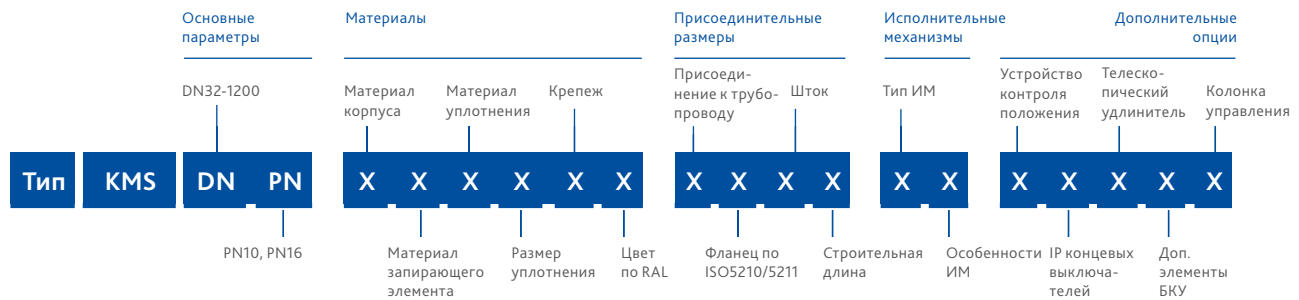 Основные
параметры
Материалы
Присоединительные
размеры
Исполнительные
механизмы
Дополнительные
опции
DN32-1200
Материал
корпуса
Материал
уплотнения
Крепеж
Присоеди-
нение к трубо-
проводу
Шток
Тип ИМ
Устройство
контроля
положения
Телеско-
пический
удлинитель
Колонка
управления
Тип KMS DN PN X X X X X X X X X X X X X X X X X
PN10, PN16
Материал
запирающего
элемента
Размер
уплотнения
Цвет
по RAL
Фланец по
ISO5210/5211
Строительная
длина
Особенности
ИМ
IP концевых
выключа-
телей
Доп.
элементы
БКУ